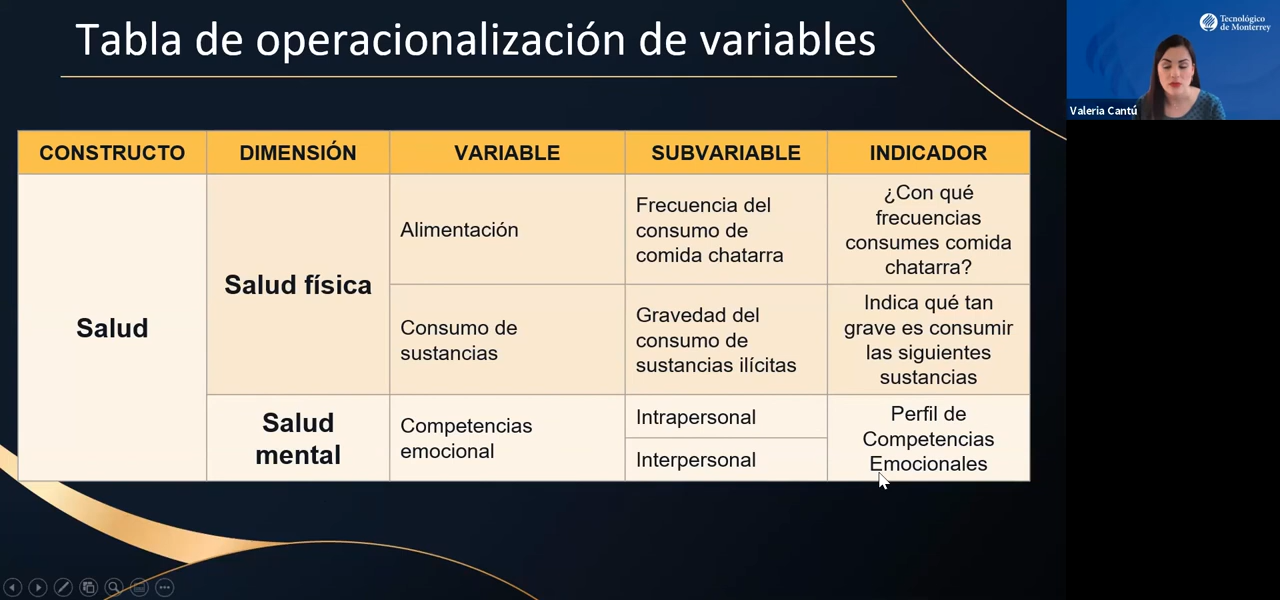 Tabla de operacionalización de variables
Tecnológico
de Monterrey
Valeria Cantú
CONSTRUCTO
DIMENSIÓN
VARIABLE
SUBVARIABLE
INDICADOR
Salud
Salud física
Alimentación
Frecuencia del
consumo de
comida chatarra
¿Con qué
frecuencias
consumes comida
chatarra?
Consumo de
sustancias
Gravedad del
consumo de
sustancias ilícitas
Indica qué tan
grave es consumir
las siguientes
sustancias
Salud
mental
Competencias
emocional
Intrapersonal
Interpersonal
Perfil de
Competencias
Emocionales